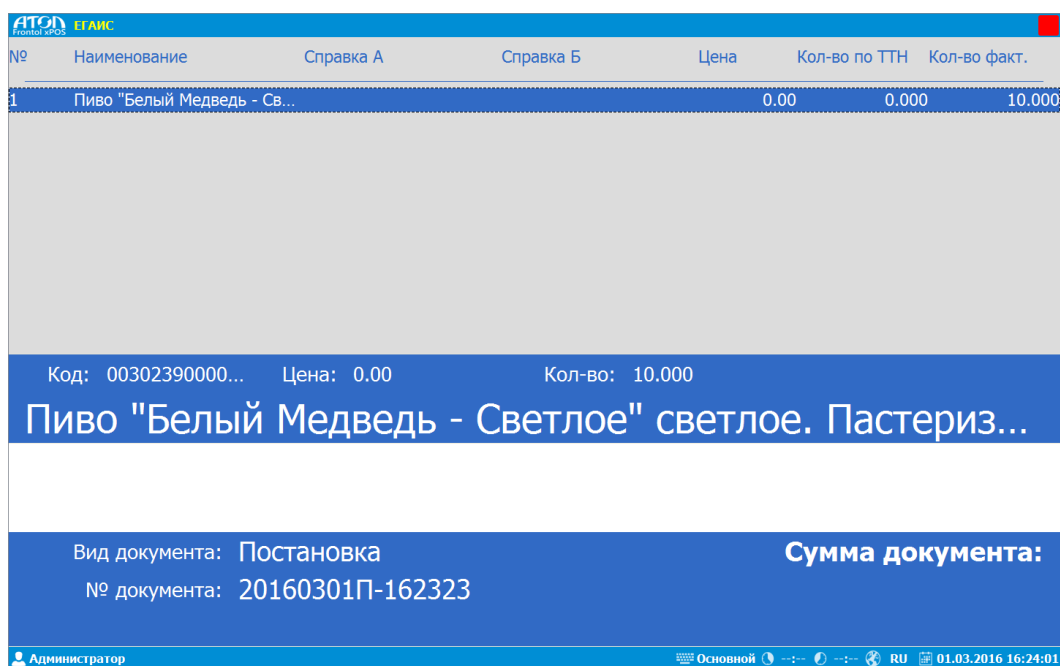 ATOL ЕГАИС
Frontol xPOS
№ Наименование Справка А Справка Б Цена Кол-во по ТТН Кол-во факт.
1 Пиво "Белый Медведь - Св... 0.00 0.000 10.000
Код: 00302390000... Цена: 0.00 Кол-во: 10.000
Пиво "Белый Медведь - Светлое" светлое. Пастериз...
Вид документа: Постановка Сумма документа:
№ документа: 20160301П-162323
Администратор Основной --:-- --:-- RU 01.03.2016 16:24:01